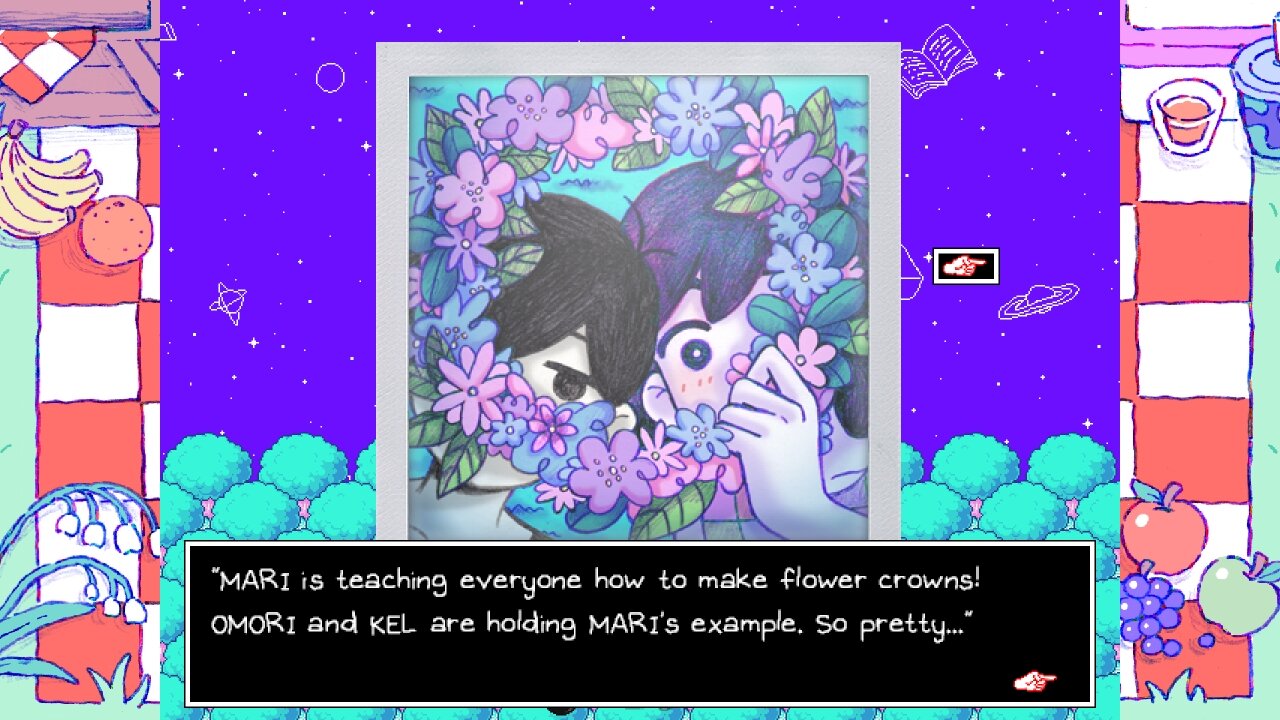 "MARI is teaching everyone how to make flower crowns!
OMORI and KEL are holding MARI's example. So pretty..."